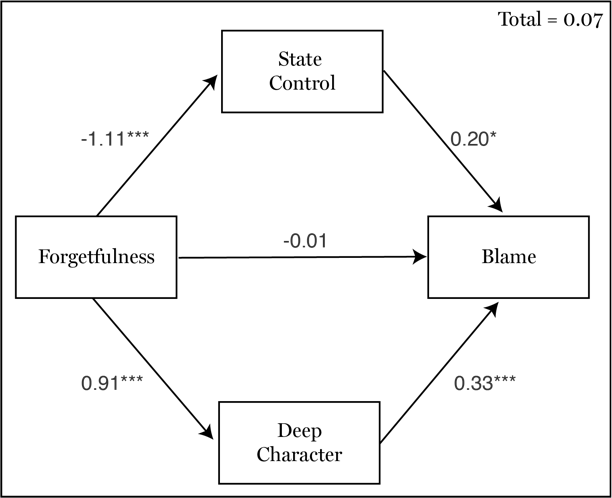 Total = 0.07
State
Control
-1.11***
0.20*
Forgetfulness
-0.01
Blame
0.91***
0.33***
Deep
Character